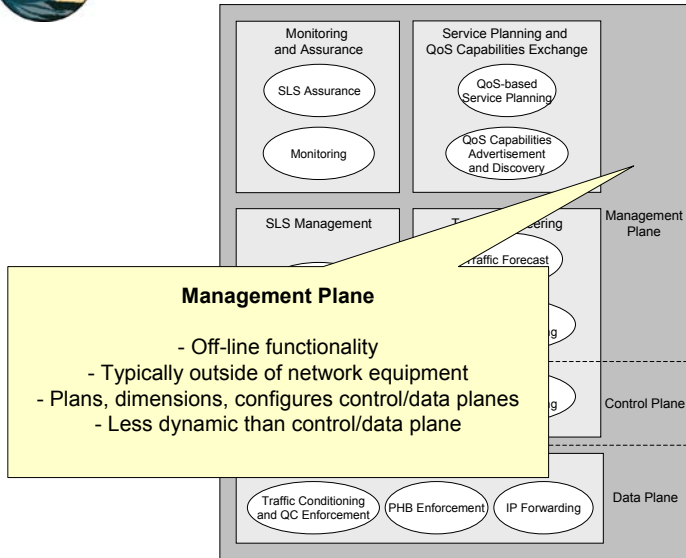 Monitoring
and Assurance
SLS Assurance
Monitoring
Service Planning and
QoS Capabilities Exchange
QoS-based
Service Planning
QoS Capabilities
Advertisement
and Discovery
Management
Plane
SLS Management
Traffic Forecast
Management Plane
- Off-line functionality
- Typically outside of network equipment
- Plans, dimensions, configures control/data planes
- Less dynamic than control/data plane
Control Plane
Traffic Conditioning
and QC Enforcement
PHB Enforcement
IP Forwarding
Data Plane